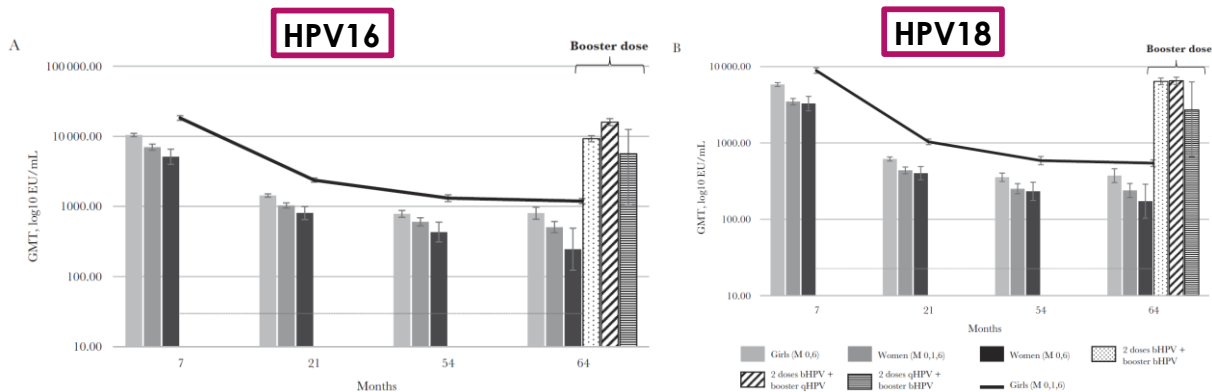 HPV16
HPV18
A
Booster dose
100 000.00
10 000.00
1000.00
100.00
10.00
GMT, log10 EU/mL
7
21
54
64
Months
B
Booster dose
10 000.00
1000.00
100.00
10.00
GMT, log10 EU/mL
7
21
54
64
Months
Girls (M 0,6)
Women (M 0,1,6)
Women (M 0,6)
2 doses bHPV +
booster bHPV
2 doses bHPV +
booster qHPV
2 doses qHPV +
booster bHPV
Girls (M 0,1,6)